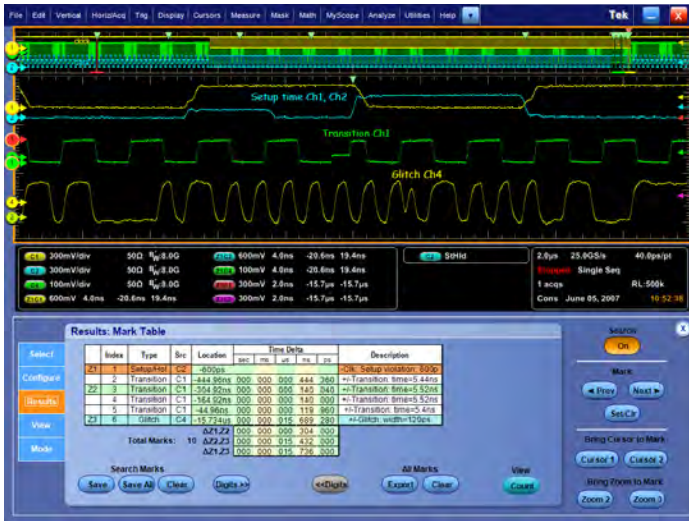 File Edit Vertical Horiz/Acq Trig Display Cursors Measure Mask Math MyScope Analyze Utilities Help Tek
Setup time Ch1, Ch2
Transition Ch1
Glitch Ch4
C1 300mV/div 50Ω 8.0G Z1C2 600mV 4.0ns -20.6ns 19.4ns C2 StHld 2.0µs 25.0GS/s 40.0ps/pt
C2 300mV/div 50Ω 8.0G 100mV 4.0ns -20.6ns 19.4ns Stopped Single Seq
100mV/div 50Ω 8.0G 300mV 2.0ns -15.7µs -15.7µs 1 acqs RL:500k
Z1C1 600mV 4.0ns -20.6ns 19.4ns 300mV 2.0ns -15.7µs -15.7µs Cons June 05, 2007 10:52:38
Results: Mark Table
Select
Configure
Results
View
Mode
Index Type Src Location Time Delta Description
sec ms us ns ps
Z1 1 Setup/Hol C2 -600ps -Clk: Setup violation: 600p
2 Transition C1 -444.96ns 000 000 000 444 360 +/-Transition: time=5.44ns
Z2 3 Transition C1 -304.92ns 000 000 000 140 040 +/-Transition: time=5.52ns
4 Transition C1 -164.92ns 000 000 000 140 000 +/-Transition: time=5.52ns
5 Transition C1 -44.96ns 000 000 000 119 960 +/-Transition: time=5.4ns
Z3 6 Glitch C4 -15.734us 000 000 015 689 280 +/-Glitch: width=120ps
ΔZ1,Z2 000 000 000 304 000
Total Marks: 10 ΔZ2,Z3 000 000 015 432 000
ΔZ1,Z3 000 000 015 736 000
Search Marks
Save Save All Clear Digits >> <<Digits
All Marks
Export Clear
View
Count
Search
On
Mark
Prev Next
Set/Clr
Bring Cursor to Mark
Cursor 1 Cursor 2
Bring Zoom to Mark
Zoom 2 Zoom 3